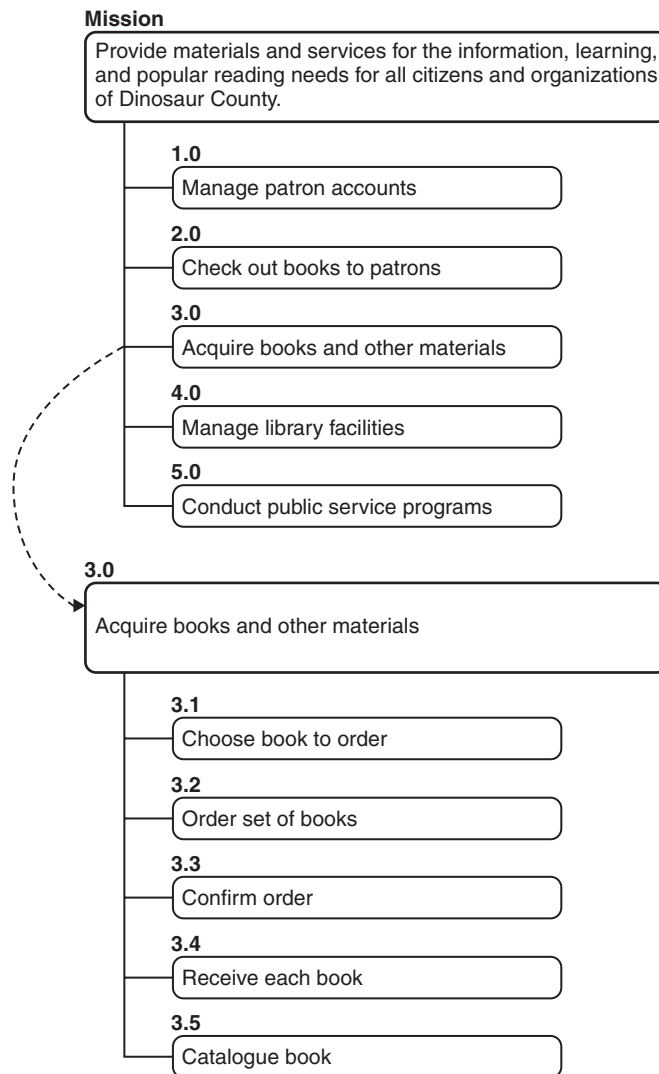 Mission
Provide materials and services for the information, learning,
and popular reading needs for all citizens and organizations
of Dinosaur County.
1.0
Manage patron accounts
2.0
Check out books to patrons
3.0
Acquire books and other materials
4.0
Manage library facilities
5.0
Conduct public service programs
3.0
Acquire books and other materials
3.1
Choose book to order
3.2
Order set of books
3.3
Confirm order
3.4
Receive each book
3.5
Catalogue book